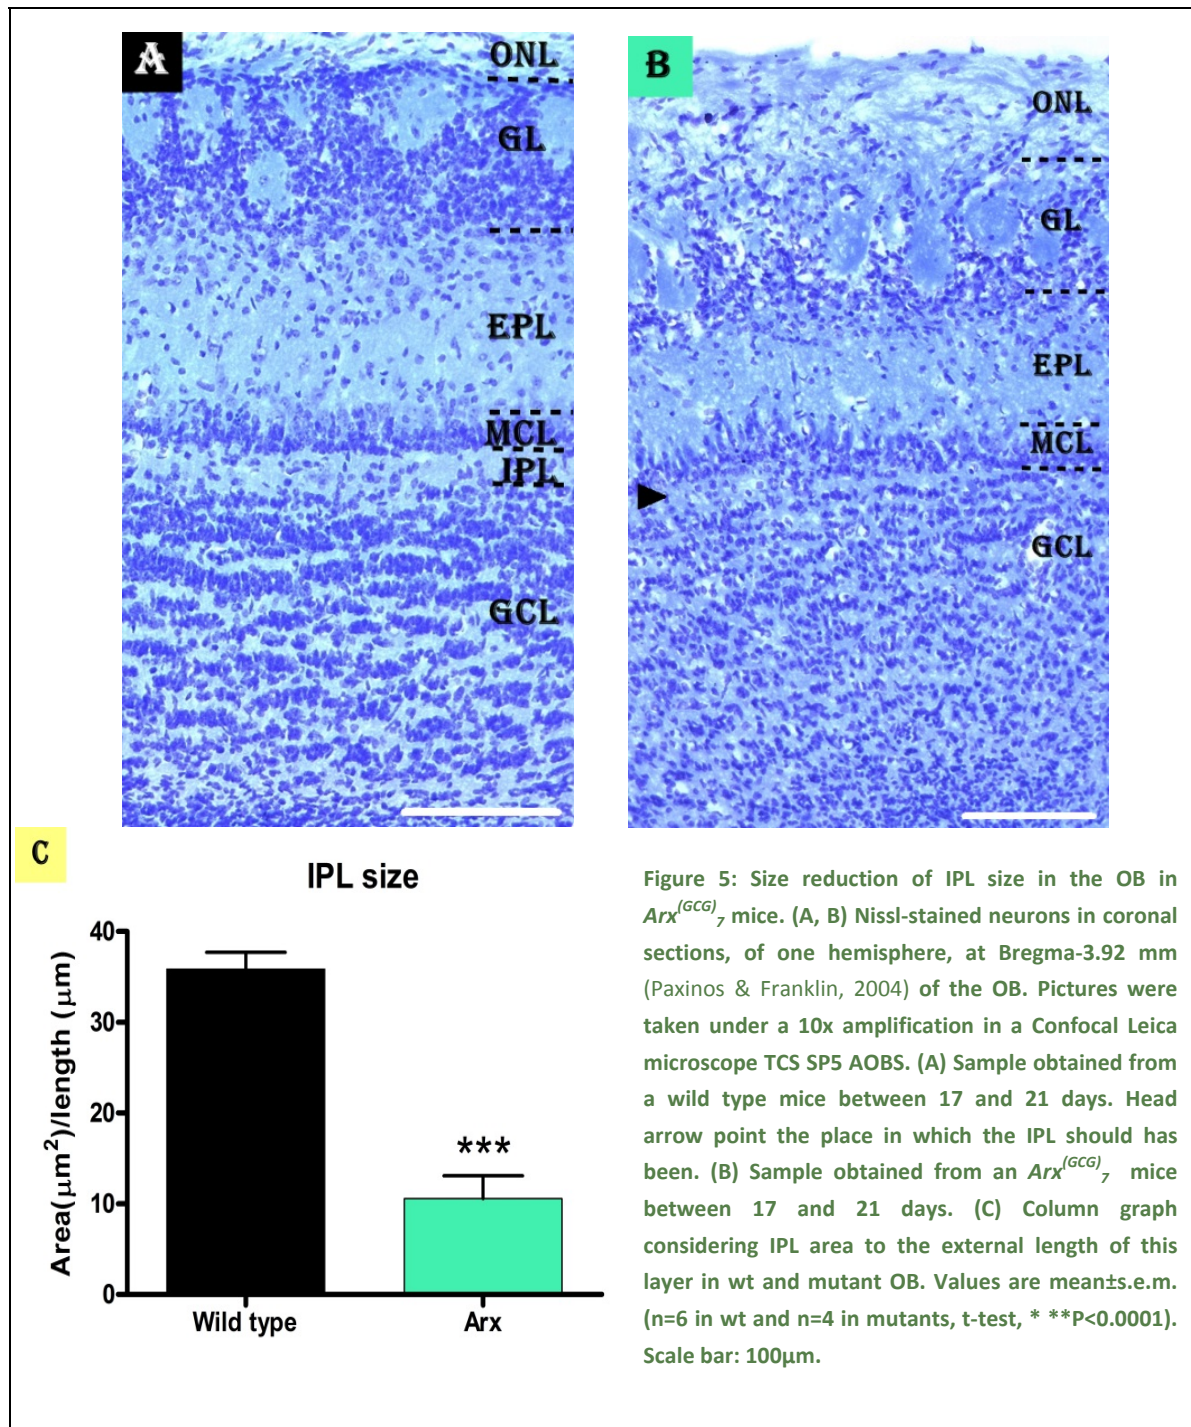 A
ONL
GL
EPL
MCL
IPL
GCL
B
ONL
GL
EPL
MCL
GCL
C
IPL size
Area(μm²)/length (μm)
40
30
20
10
0
***
Wild type
Arx
Figure 5: Size reduction of IPL size in the OB in
Arx^(GCG)_7 mice. (A, B) Nissl-stained neurons in coronal
sections, of one hemisphere, at Bregma-3.92 mm
(Paxinos & Franklin, 2004) of the OB. Pictures were
taken under a 10x amplification in a Confocal Leica
microscope TCS SP5 AOBS. (A) Sample obtained from
a wild type mice between 17 and 21 days. Head
arrow point the place in which the IPL should has
been. (B) Sample obtained from an Arx^(GCG)_7 mice
between 17 and 21 days. (C) Column graph
considering IPL area to the external length of this
layer in wt and mutant OB. Values are mean±s.e.m.
(n=6 in wt and n=4 in mutants, t-test, * **P<0.0001).
Scale bar: 100μm.